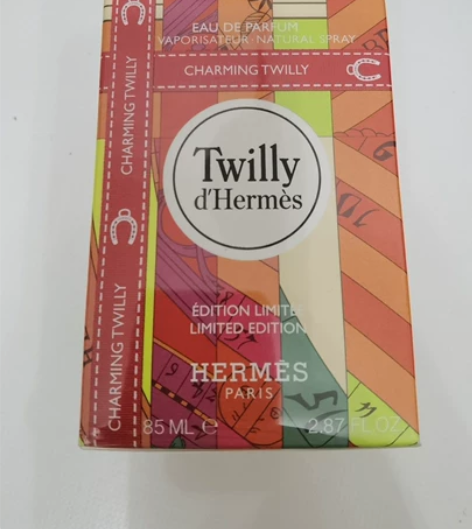 EAU DE PARFUM
VAPORISATEUR · NATURAL SPRAY
CHARMING TWILLY
CHARMING TWILLY
CHARMING TWILLY
Twilly
d'Hermès
ÉDITION LIMITÉE
LIMITED EDITION
HERMÈS
PARIS
85 ML ℮ 2.87 FL.OZ